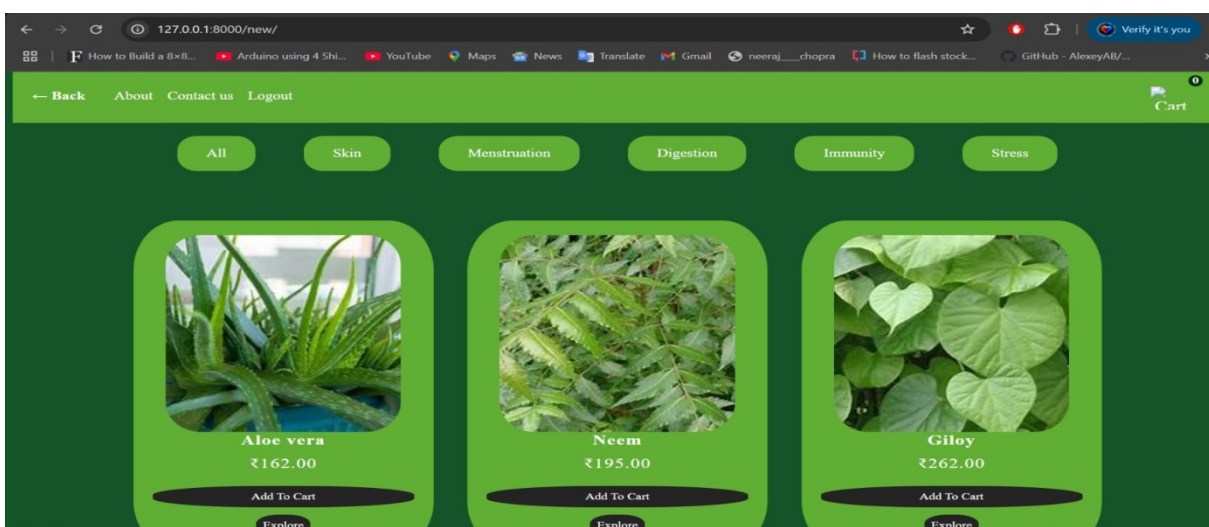 127.0.0.1:8000/new/ Verify it's you
How to Build a 8×8... Arduino using 4 Shi... YouTube Maps News Translate Gmail neeraj___chopra How to flash stock... GitHub - AlexeyAB/...
← Back About Contact us Logout 0
Cart
All Skin Menstruation Digestion Immunity Stress
Aloe vera Neem Giloy
₹162.00 ₹195.00 ₹262.00
Add To Cart Add To Cart Add To Cart
Explore Explore Explore